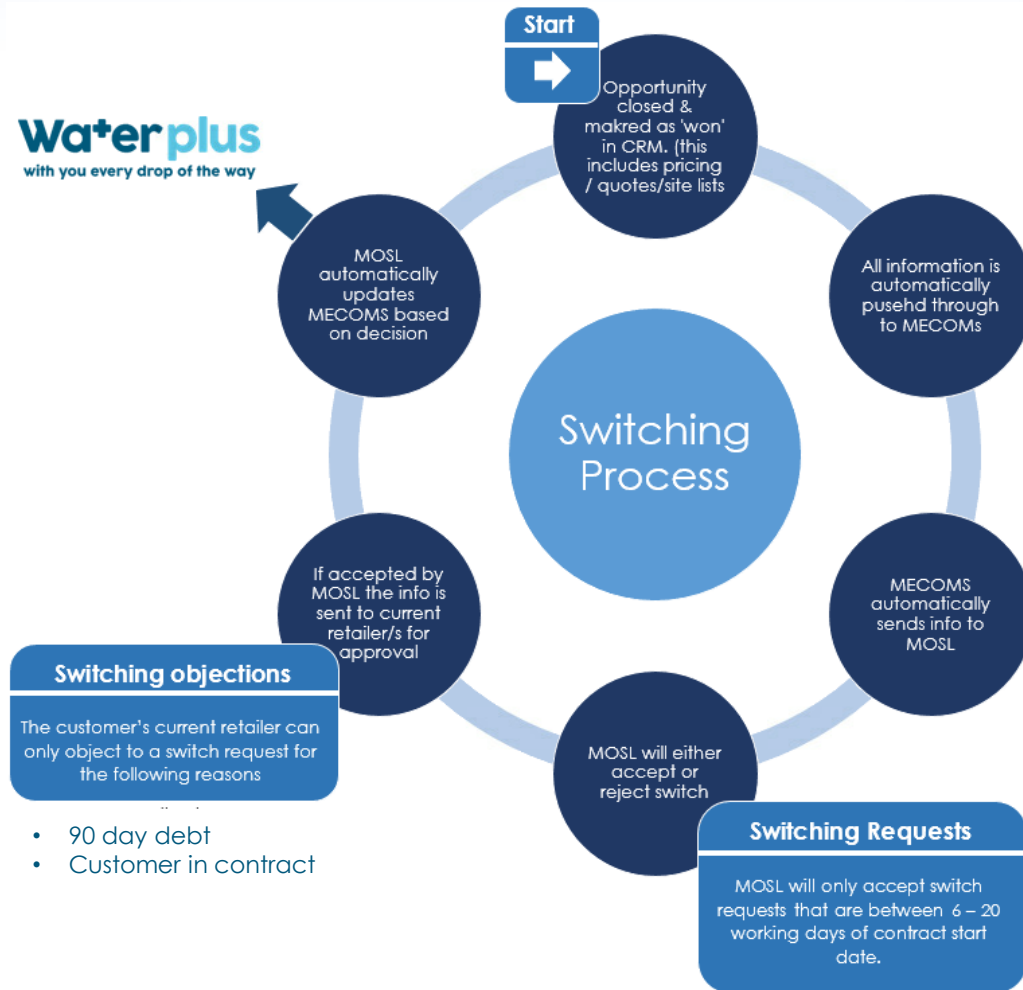 Start
Opportunity
closed &
makred as 'won'
in CRM. (this
includes pricing
/ quotes/site lists
Waterplus
with you every drop of the way
MOSL
automatically
updates
MECOMS based
on decision
All information is
automatically
pusehd through
to MECOMs
Switching
Process
If accepted by
MOSL the info is
sent to current
retailer/s for
approval
MECOMS
automatically
sends info to
MOSL
Switching objections
The customer’s current retailer can
only object to a switch request for
the following reasons
MOSL will either
accept or
reject switch
• 90 day debt
• Customer in contract
Switching Requests
MOSL will only accept switch
requests that are between 6 – 20
working days of contract start
date.